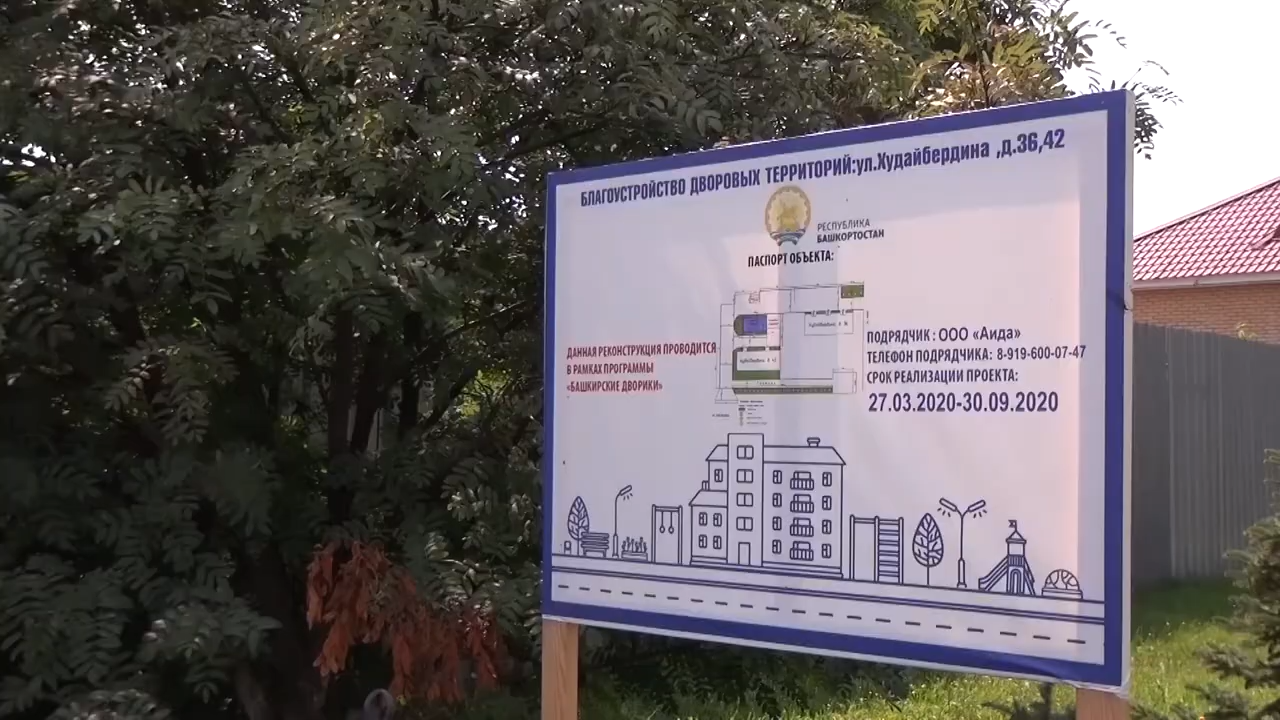 БЛАГОУСТРОЙСТВО ДВОРОВЫХ ТЕРРИТОРИЙ:ул.Худайбердина ,д.36,42
РЕСПУБЛИКА
БАШКОРТОСТАН
ПАСПОРТ ОБЪЕКТА:
ДАННАЯ РЕКОНСТРУКЦИЯ ПРОВОДИТСЯ
В РАМКАХ ПРОГРАММЫ
«БАШКИРСКИЕ ДВОРИКИ»
ПОДРЯДЧИК : ООО «Аида»
ТЕЛЕФОН ПОДРЯДЧИКА: 8-919-600-07-47
СРОК РЕАЛИЗАЦИИ ПРОЕКТА:
27.03.2020-30.09.2020